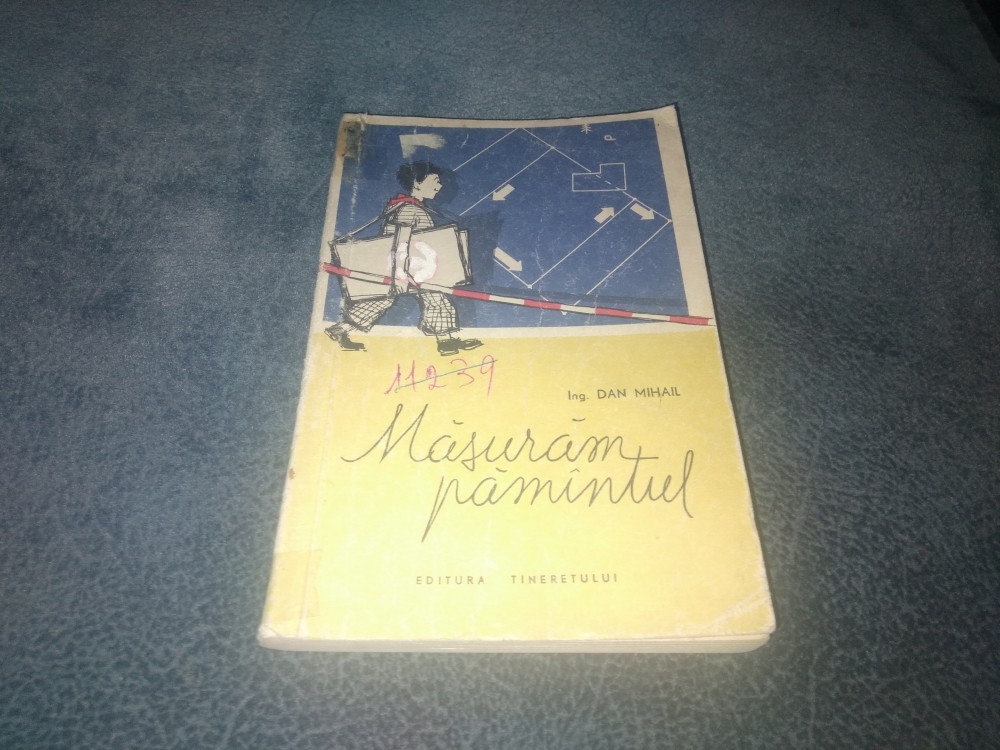 P
11239
Ing. DAN MIHAIL
Măsurăm
pămîntul
EDITURA TINERETULUI